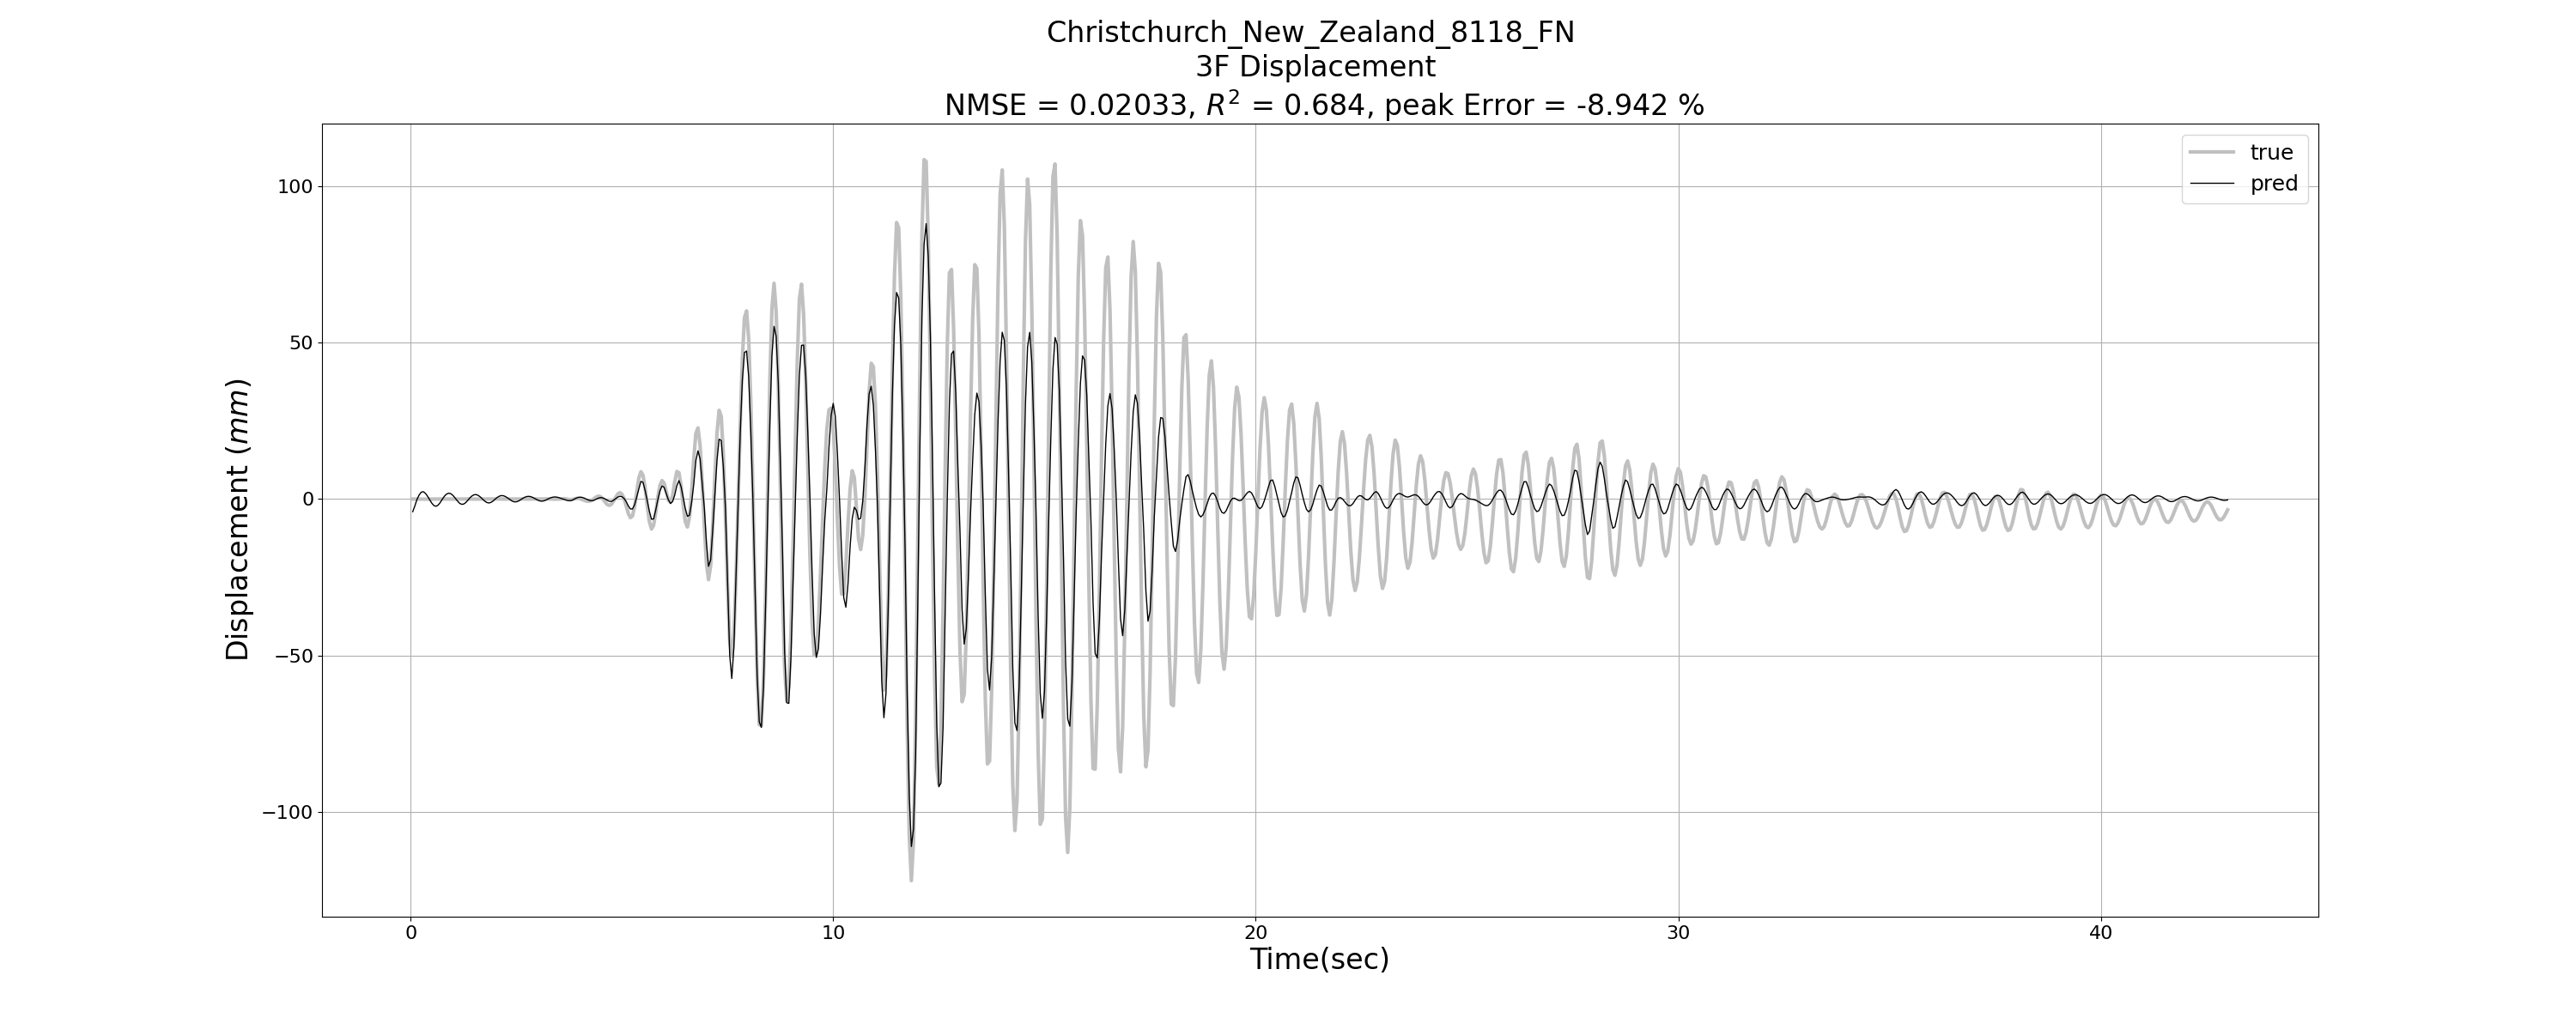 Christchurch_New_Zealand_8118_FN
3F Displacement
NMSE = 0.02033, R² = 0.684, peak Error = -8.942 %
true
pred
Displacement (mm)
100
50
0
−50
−100
0 10 20 30 40
Time(sec)